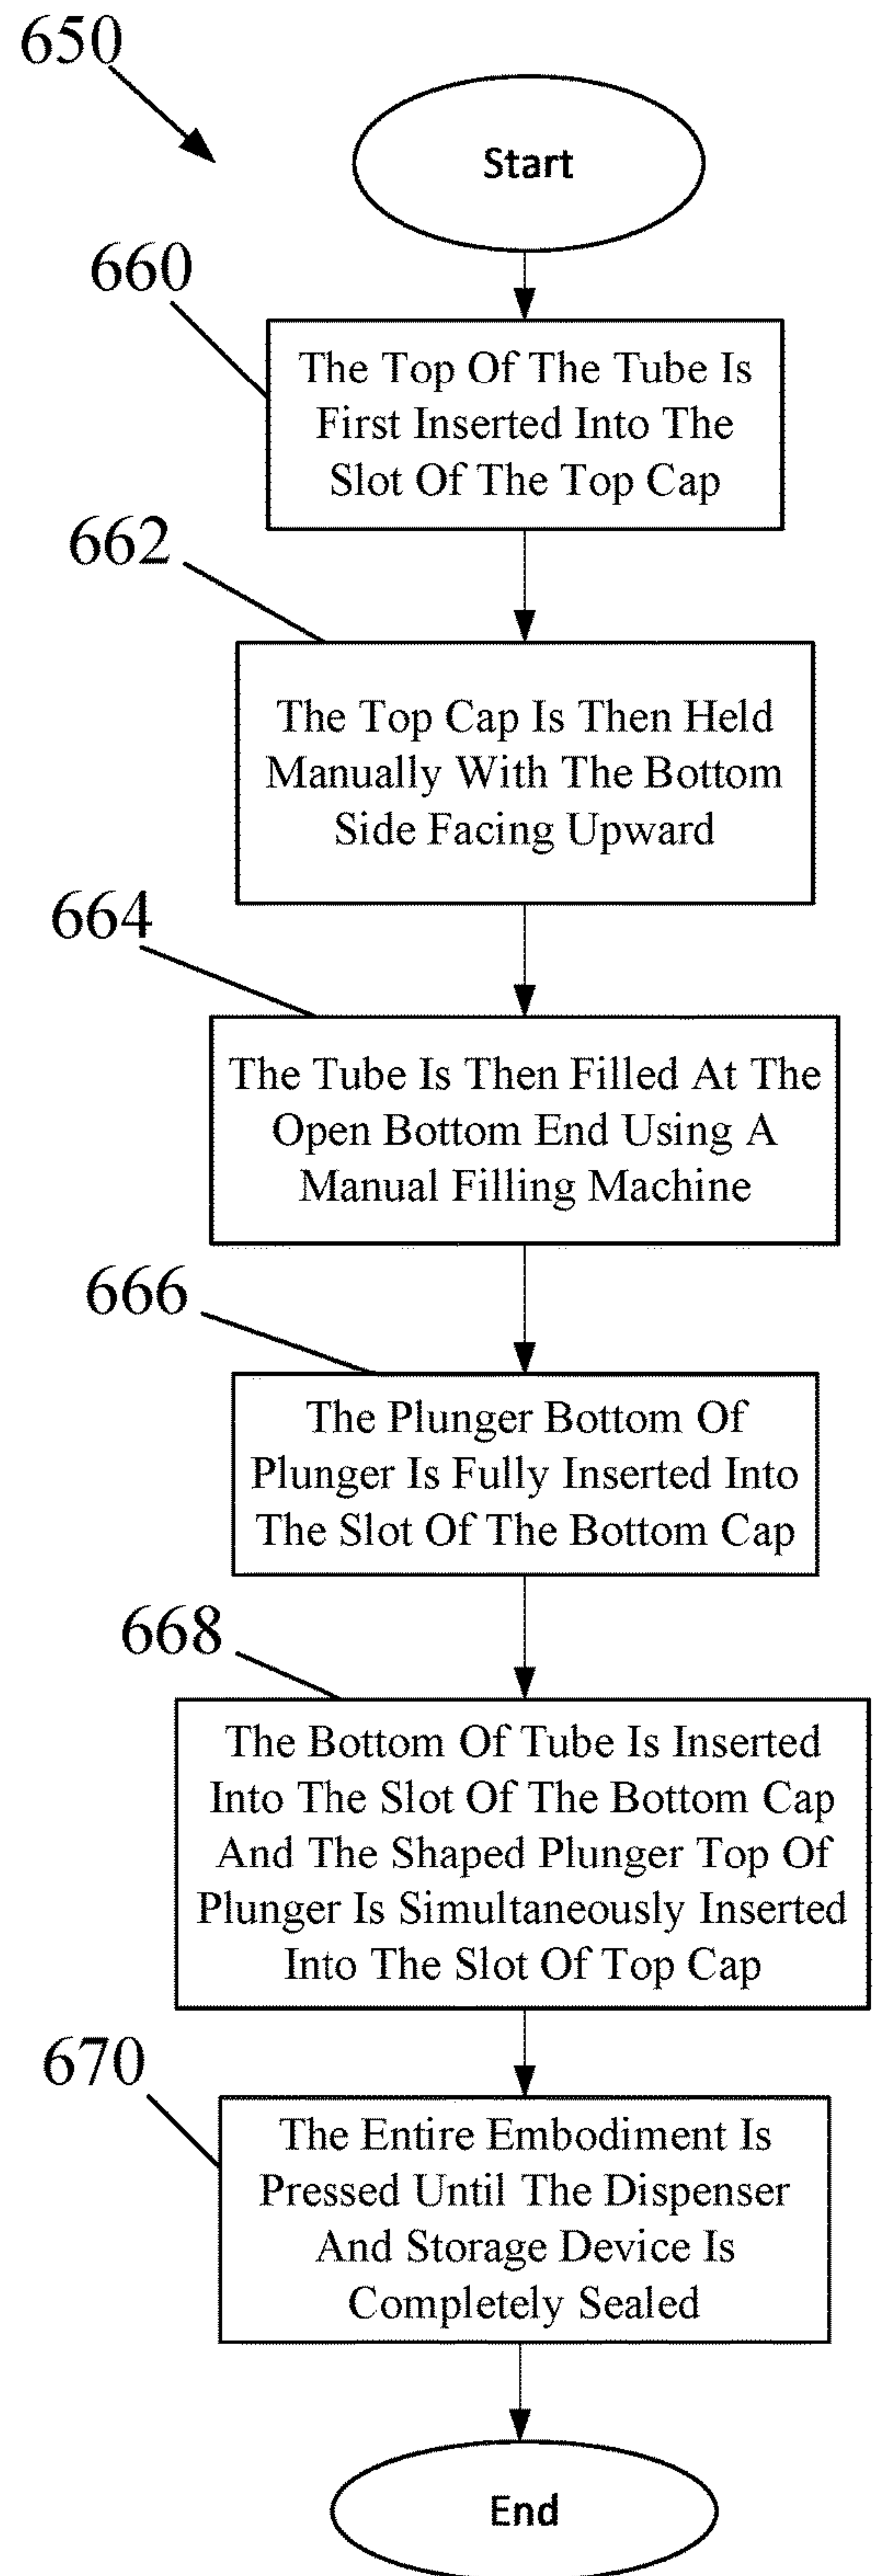 650
Start
660
The Top Of The Tube Is
First Inserted Into The
Slot Of The Top Cap
662
The Top Cap Is Then Held
Manually With The Bottom
Side Facing Upward
664
The Tube Is Then Filled At The
Open Bottom End Using A
Manual Filling Machine
666
The Plunger Bottom Of
Plunger Is Fully Inserted Into
The Slot Of The Bottom Cap
668
The Bottom Of Tube Is Inserted
Into The Slot Of The Bottom Cap
And The Shaped Plunger Top Of
Plunger Is Simultaneously Inserted
Into The Slot Of Top Cap
670
The Entire Embodiment Is
Pressed Until The Dispenser
And Storage Device Is
Completely Sealed
End